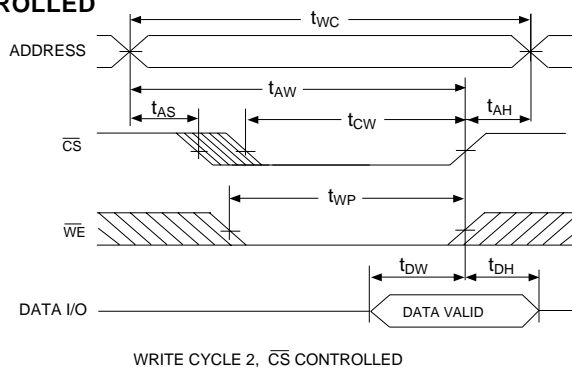 ROLLED
tWC
ADDRESS
tAW
tAS
tCW
tAH
CS
tWP
WE
tDW
tDH
DATA I/O
DATA VALID
WRITE CYCLE 2, CS CONTROLLED